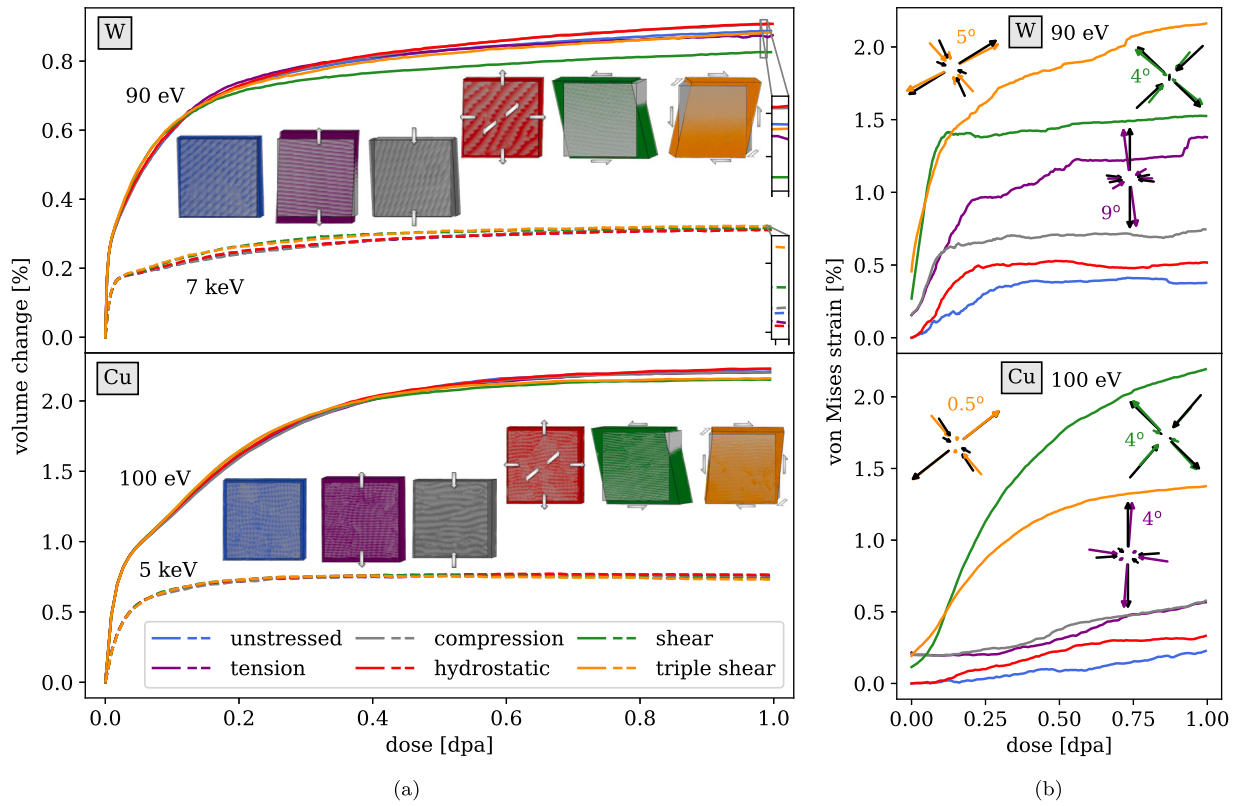 W
90 eV
7 keV
0.8
0.6
0.4
0.2
0.0
volume change [%]
Cu
100 eV
5 keV
2.0
1.5
1.0
0.5
0.0
unstressed
compression
shear
tension
hydrostatic
triple shear
0.0
0.2
0.4
0.6
0.8
1.0
dose [dpa]
(a)
W
90 eV
5°
4°
9°
2.0
1.5
1.0
0.5
0.0
von Mises strain [%]
Cu
100 eV
0.5°
4°
4°
2.0
1.5
1.0
0.5
0.0
0.00
0.25
0.50
0.75
1.00
dose [dpa]
(b)